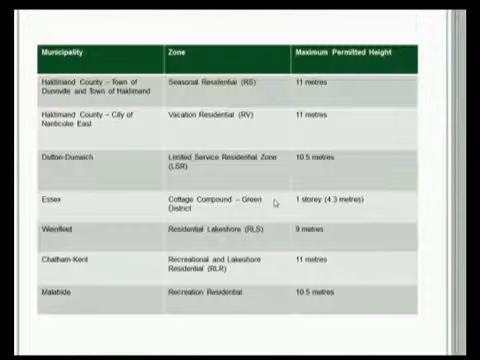 Municipality Zone Maximum Permitted Height
Haldimand County – Town of Seasonal Residential (RS) 11 metres
Dunnville and Town of Haldimand
Haldimand County – City of Vacation Residential (RV) 11 metres
Nanticoke East
Dutton-Dunwich Limited Service Residential Zone 10.5 metres
(LSR)
Essex Cottage Compound – Green 1 storey (4.3 metres)
District
Wainfleet Residential Lakeshore (RLS) 9 metres
Chatham-Kent Recreational and Lakeshore 11 metres
Residential (RLR)
Malahide Recreation Residential 10.5 metres